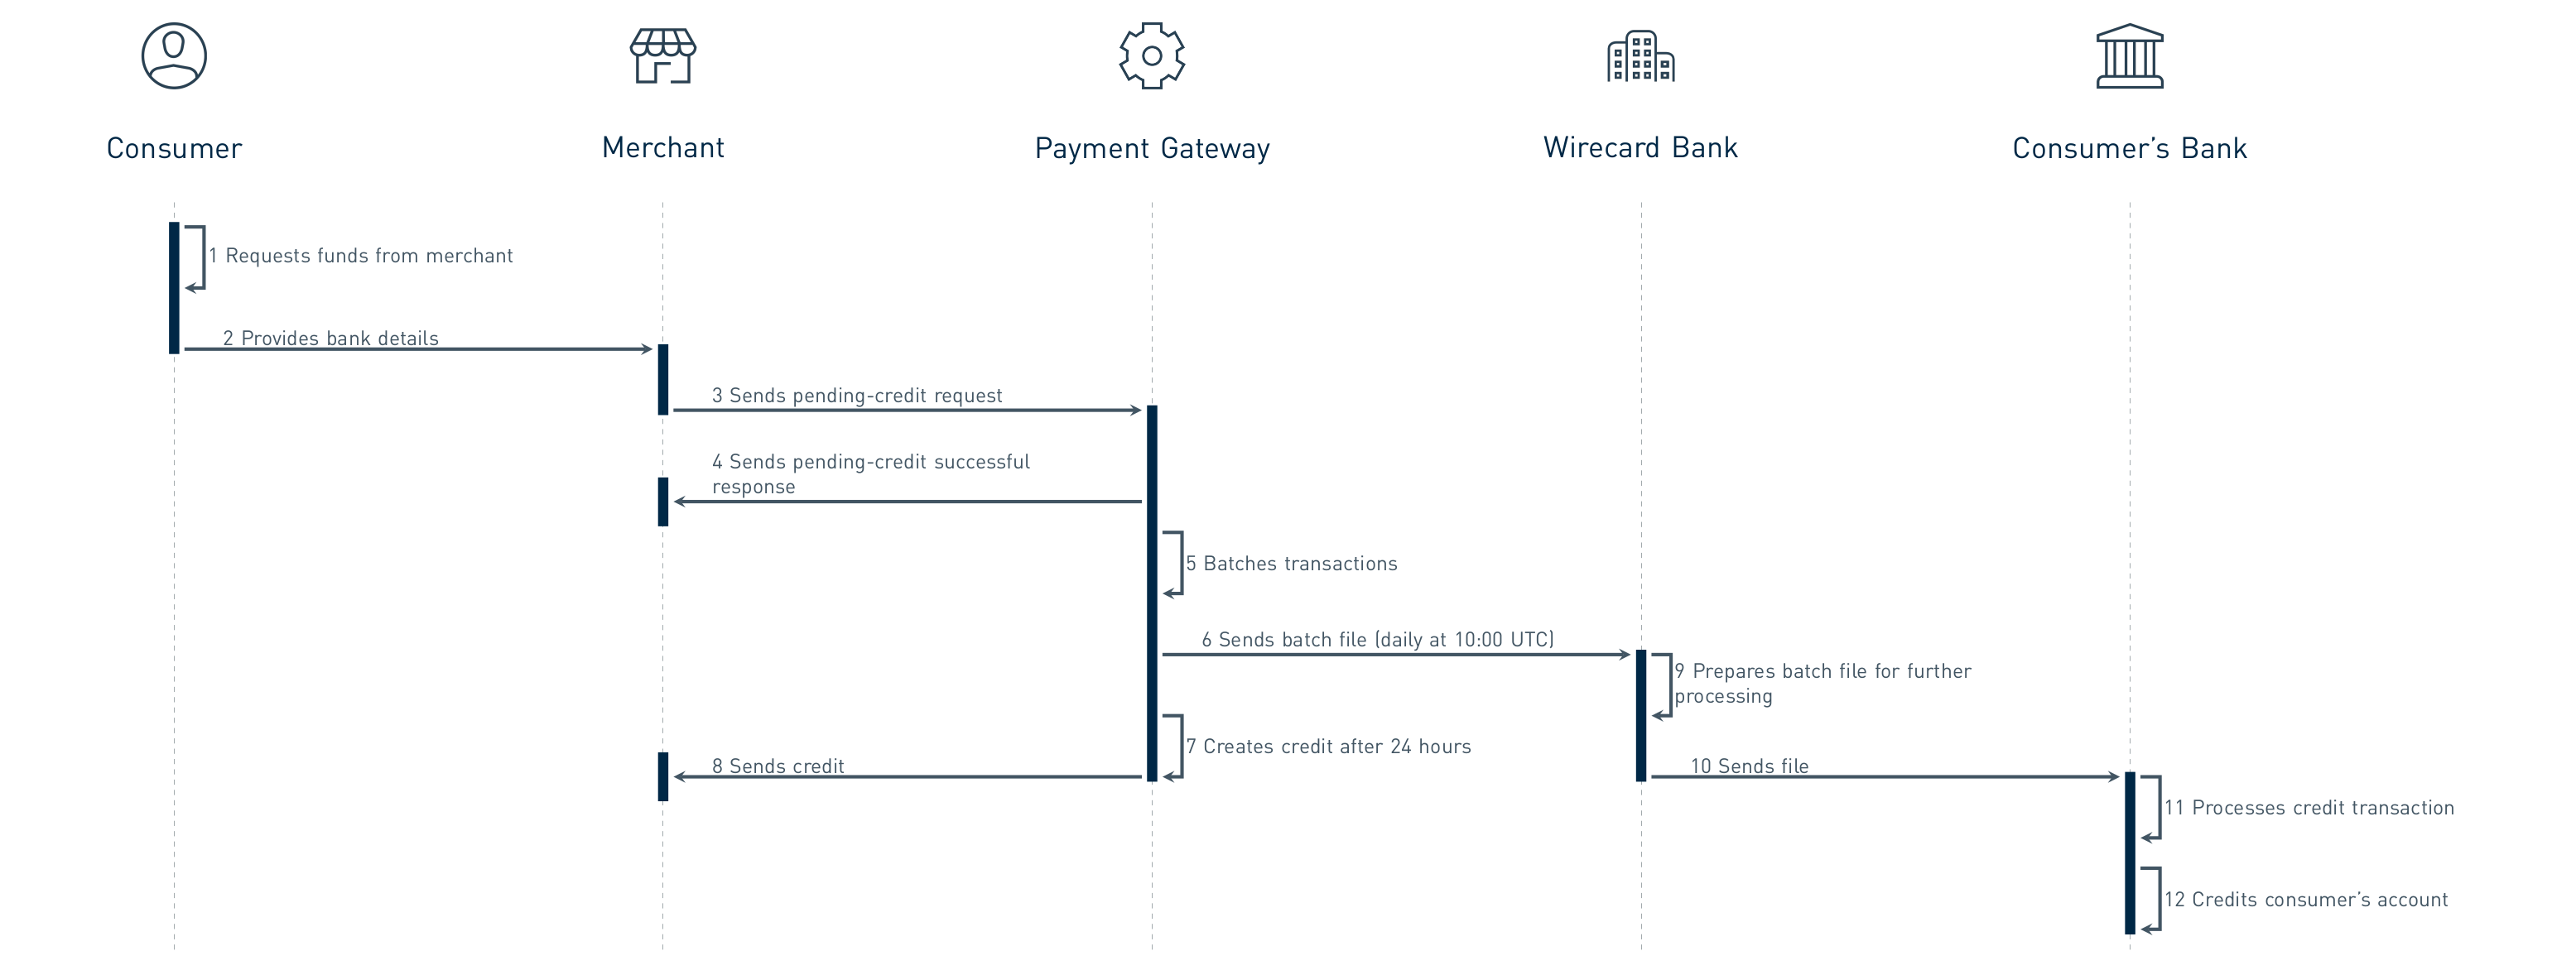 Consumer
Merchant
Payment Gateway
Wirecard Bank
Consumer’s Bank
1 Requests funds from merchant
2 Provides bank details
3 Sends pending-credit request
4 Sends pending-credit successful
response
5 Batches transactions
6 Sends batch file (daily at 10:00 UTC)
9 Prepares batch file for further
processing
7 Creates credit after 24 hours
8 Sends credit
10 Sends file
11 Processes credit transaction
12 Credits consumer’s account